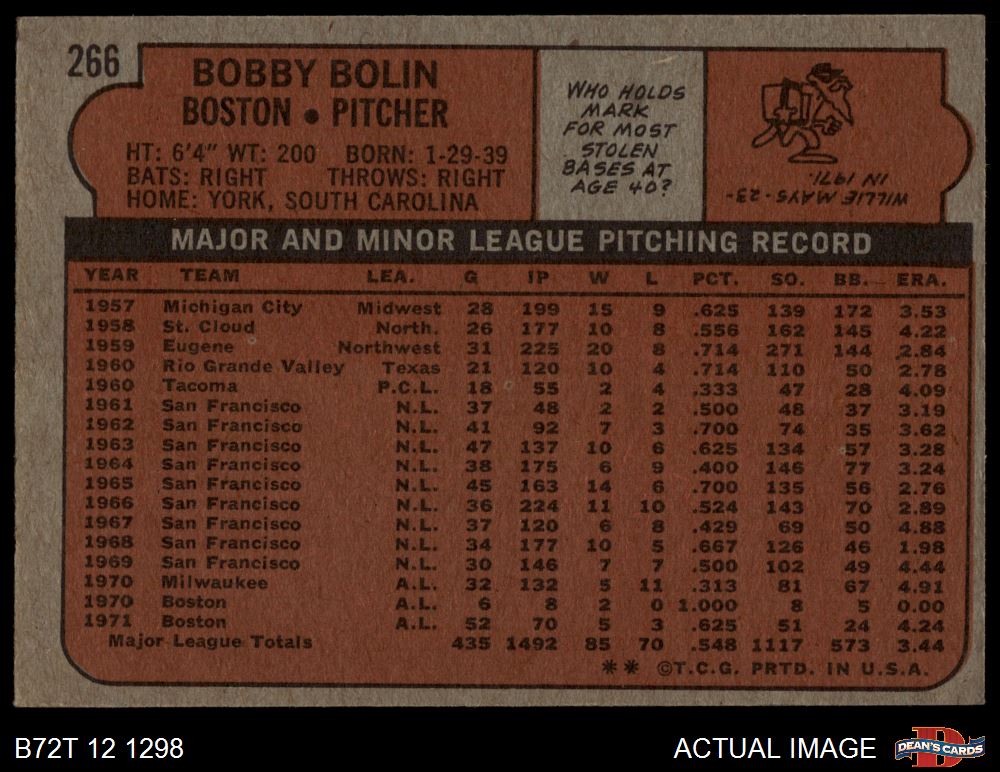 266
BOBBY BOLIN
BOSTON • PITCHER
HT: 6'4" WT: 200 BORN: 1-29-39
BATS: RIGHT THROWS: RIGHT
HOME: YORK, SOUTH CAROLINA
WHO HOLDS
MARK
FOR MOST
STOLEN
BASES AT
AGE 40?
WILLIE MAYS - 23 -
IN 1971.
MAJOR AND MINOR LEAGUE PITCHING RECORD
YEAR TEAM LEA. G IP W L PCT. SO. BB. ERA.
1957 Michigan City Midwest 28 199 15 9 .625 139 172 3.53
1958 St. Cloud North. 26 177 10 8 .556 162 145 4.22
1959 Eugene Northwest 31 225 20 8 .714 271 144 2.84
1960 Rio Grande Valley Texas 21 120 10 4 .714 110 50 2.78
1960 Tacoma P.C.L. 18 55 2 4 .333 47 28 4.09
1961 San Francisco N.L. 37 48 2 2 .500 48 37 3.19
1962 San Francisco N.L. 41 92 7 3 .700 74 35 3.62
1963 San Francisco N.L. 47 137 10 6 .625 134 57 3.28
1964 San Francisco N.L. 38 175 6 9 .400 146 77 3.24
1965 San Francisco N.L. 45 163 14 6 .700 135 56 2.76
1966 San Francisco N.L. 36 224 11 10 .524 143 70 2.89
1967 San Francisco N.L. 37 120 6 8 .429 69 50 4.88
1968 San Francisco N.L. 34 177 10 5 .667 126 46 1.98
1969 San Francisco N.L. 30 146 7 7 .500 102 49 4.44
1970 Milwaukee A.L. 32 132 5 11 .313 81 67 4.91
1970 Boston A.L. 6 8 2 0 1.000 8 5 0.00
1971 Boston A.L. 52 70 5 3 .625 51 24 4.24
Major League Totals 435 1492 85 70 .548 1117 573 3.44
** ©T.C.G. PRTD. IN U.S.A.
B72T 12 1298
ACTUAL IMAGE
D
DEAN'S CARDS